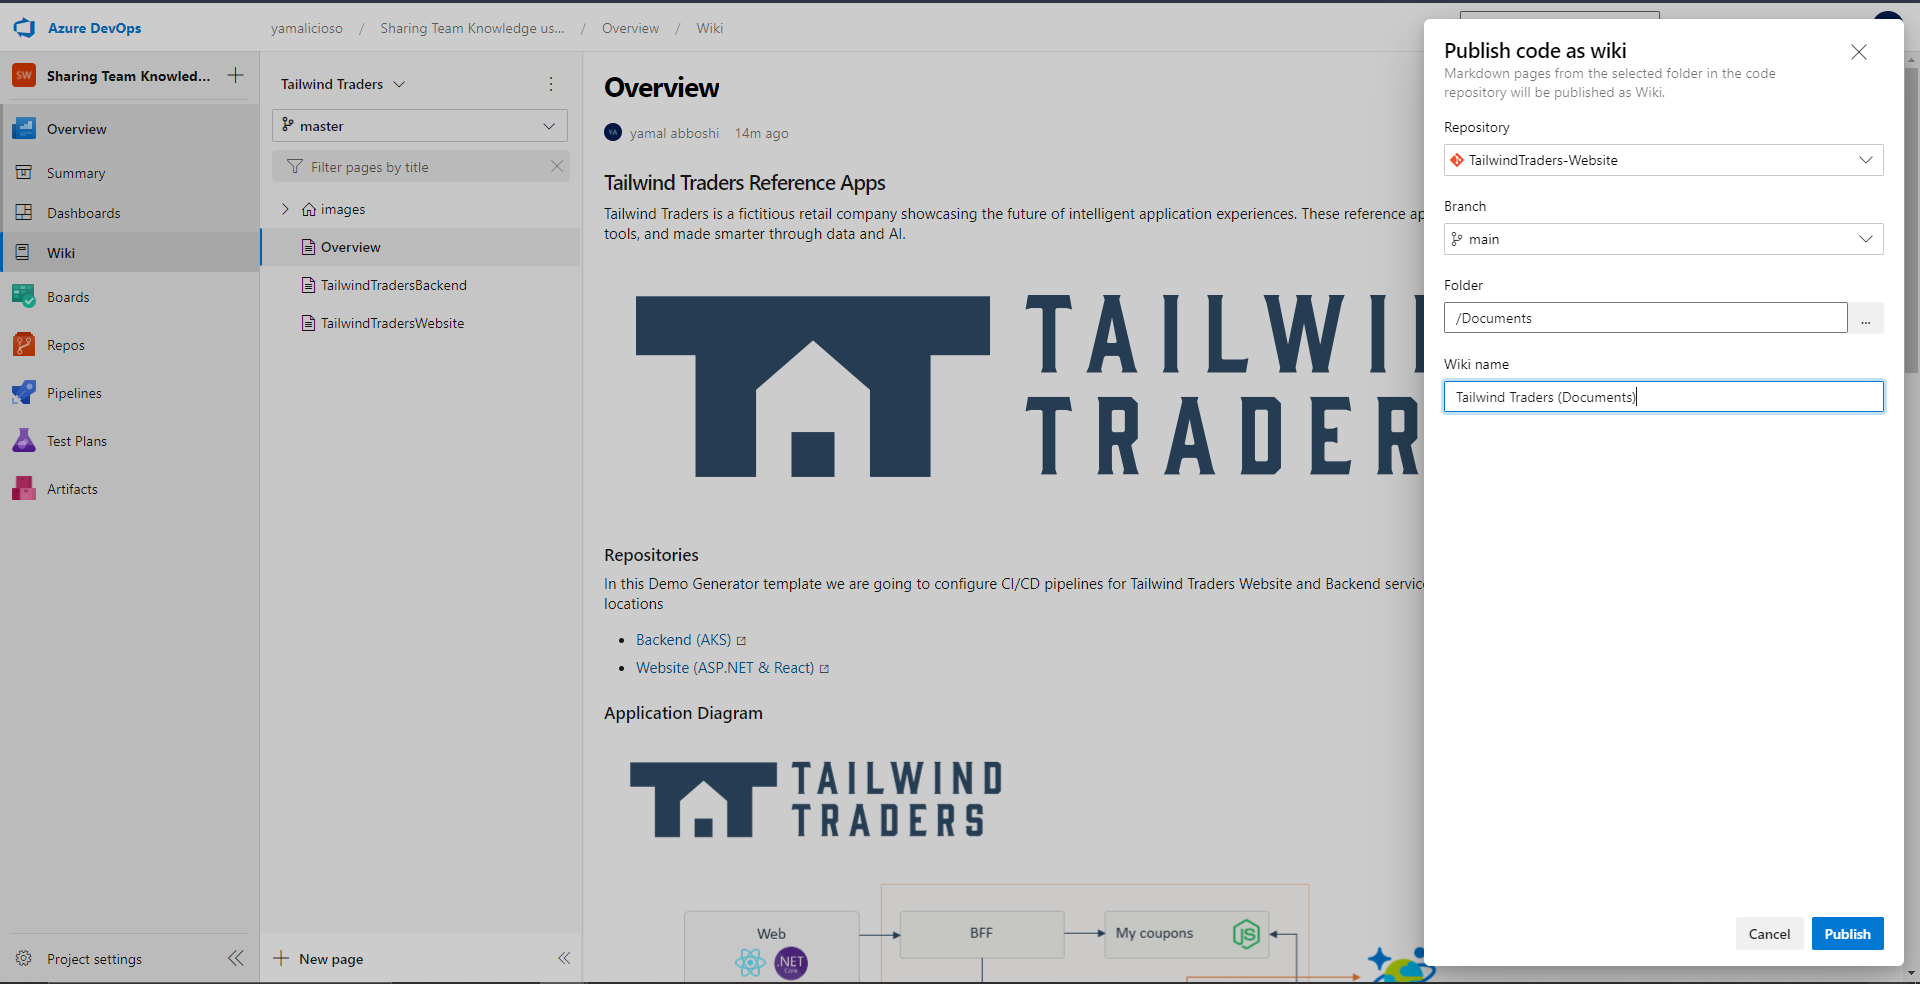 Azure DevOps
yamalicioso / Sharing Team Knowledge us... / Overview / Wiki
SW Sharing Team Knowled...
Overview
Summary
Dashboards
Wiki
Boards
Repos
Pipelines
Test Plans
Artifacts
Project settings
Tailwind Traders
master
Filter pages by title
images
Overview
TailwindTradersBackend
TailwindTradersWebsite
New page
Overview
YA yamal abboshi 14m ago
Tailwind Traders Reference Apps
Tailwind Traders is a fictitious retail company showcasing the future of intelligent application experiences. These reference ap
tools, and made smarter through data and AI.
TAILWI
TRADER
Repositories
In this Demo Generator template we are going to configure CI/CD pipelines for Tailwind Traders Website and Backend servic
locations
Backend (AKS)
Website (ASP.NET & React)
Application Diagram
TAILWIND
TRADERS
Web
.NET
Core
BFF
My coupons
JS
Publish code as wiki
Markdown pages from the selected folder in the code
repository will be published as Wiki.
Repository
TailwindTraders-Website
Branch
main
Folder
/Documents
...
Wiki name
Tailwind Traders (Documents)
Cancel
Publish